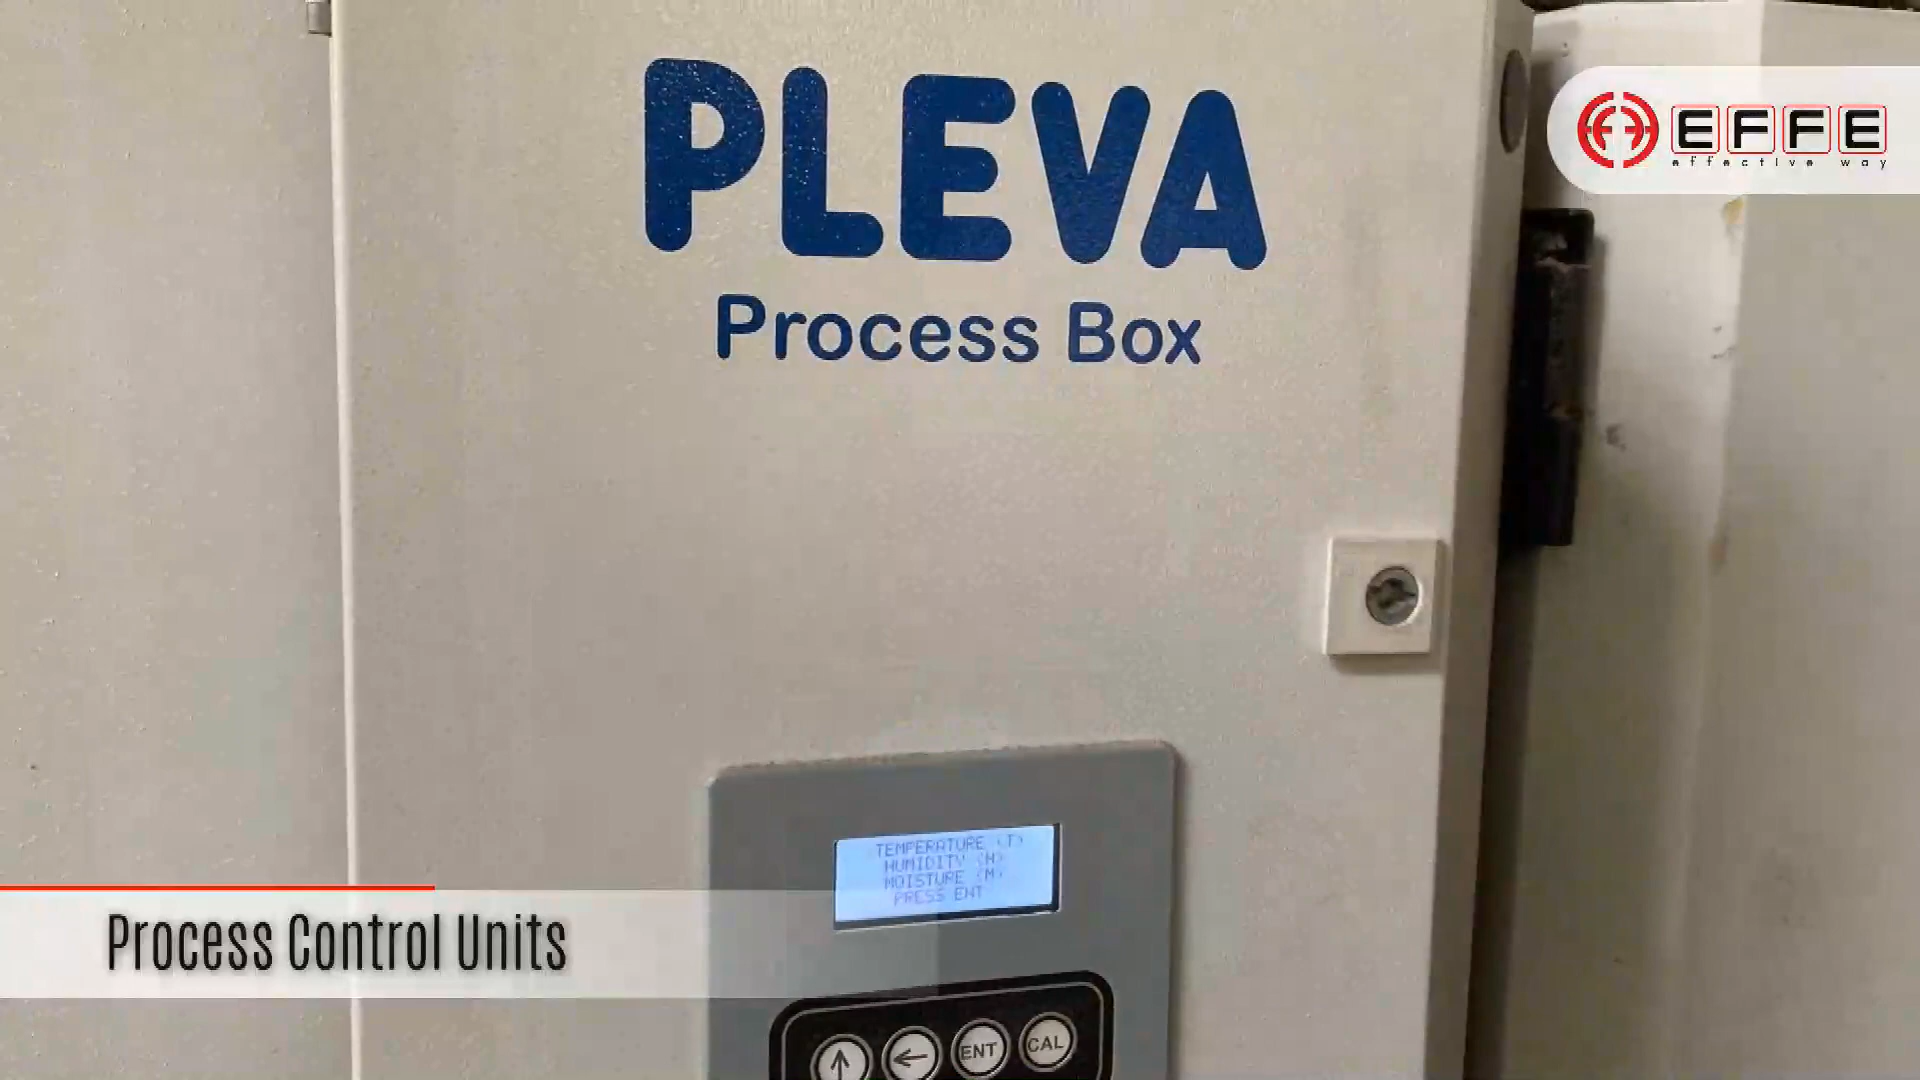 PLEVA
Process Box
EFFE
effective way
TEMPERATURE (T)
HUMIDITY (H)
MOISTURE (M)
PRESS ENT
Process Control Units
ENT
CAL